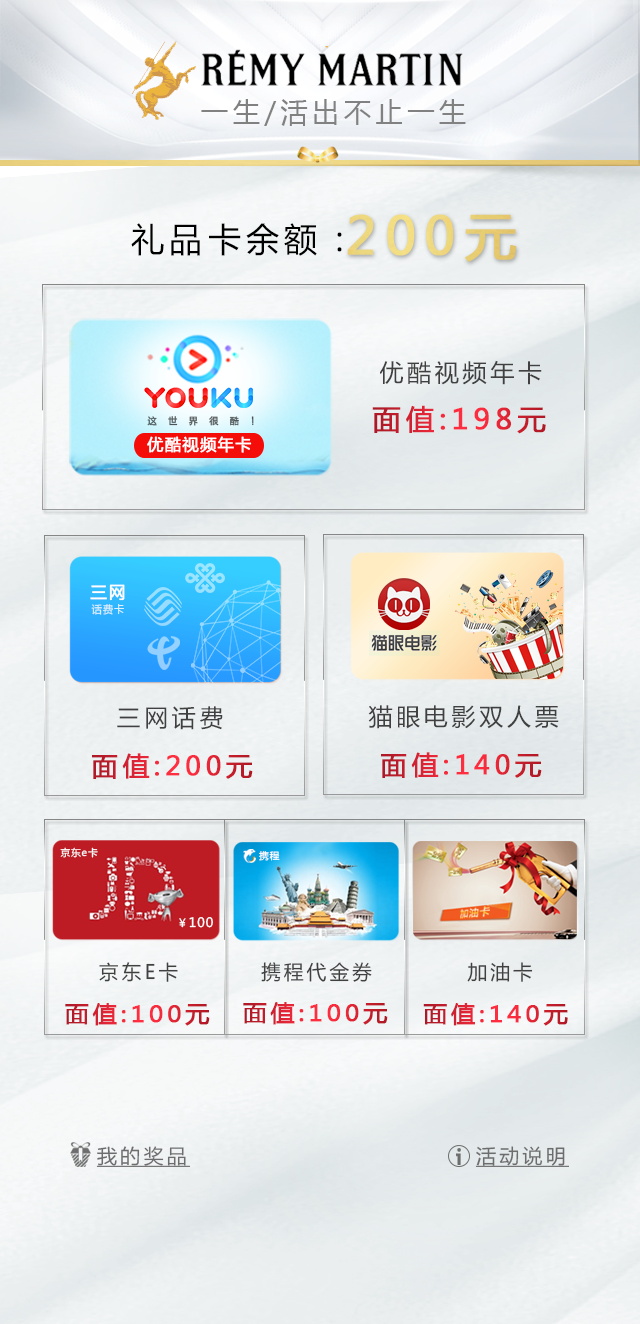 RÉMY MARTIN
一生/活出不止一生
礼品卡余额 :200元
YOUKU
这世界很酷!
优酷视频年卡
优酷视频年卡
面值:198元
三网
话费卡
三网话费
面值:200元
猫眼电影
猫眼电影双人票
面值:140元
京东e卡
¥100
京东E卡
面值:100元
携程
携程代金券
面值:100元
加油卡
加油卡
面值:140元
我的奖品
活动说明